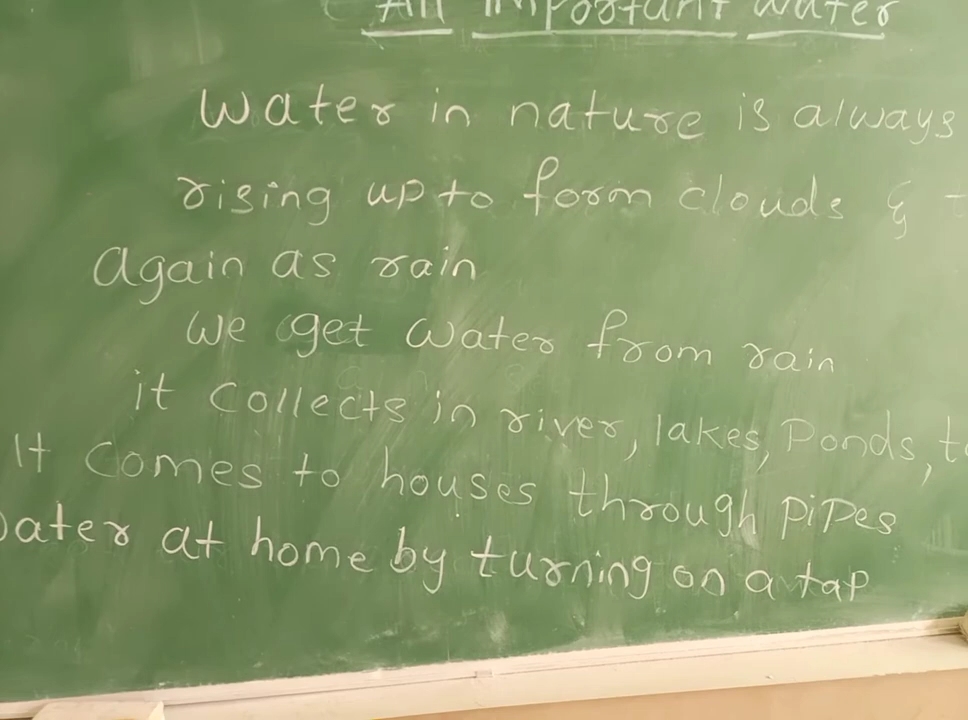 All Important Water
Water in nature is always
rising up to form clouds &
again as rain
We get water from rain
it collects in river, lakes, Ponds,
It comes to houses through pipes
at home by turning on a tap